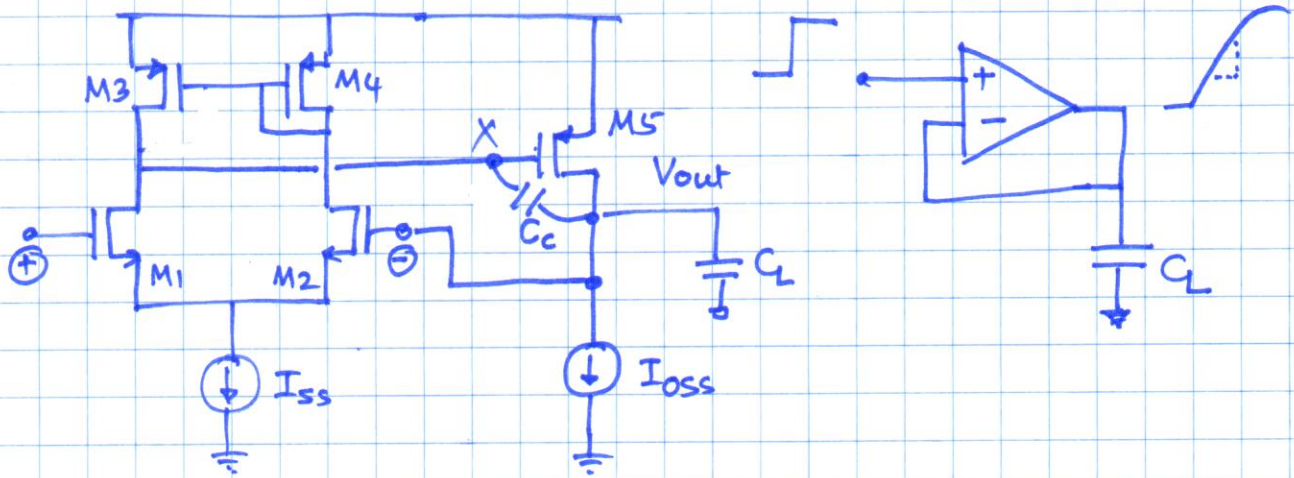 M3
M4
X
M5
Vout
Cc
+
M1
M2
-
CL
Iss
Ioss
+
-
CL